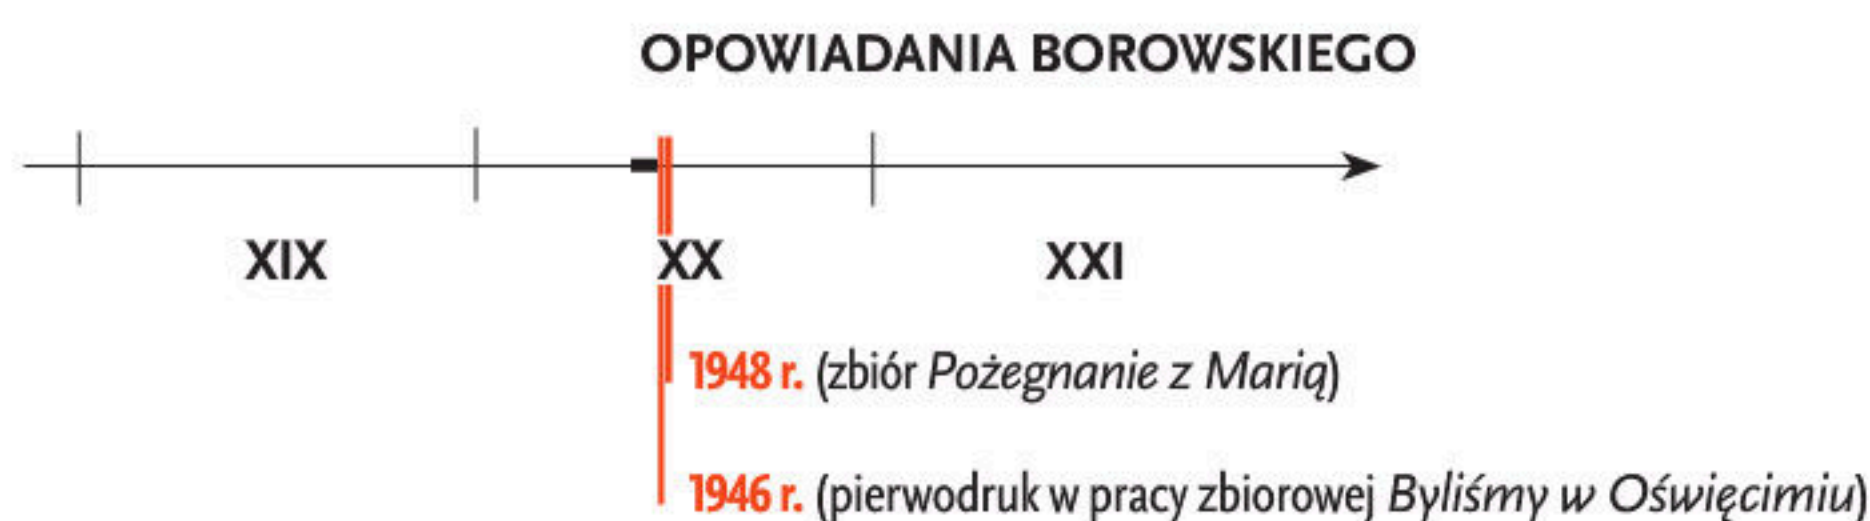 OPOWIADANIA BOROWSKIEGO
XIX XX XXI
1948 r. (zbiór Pożegnanie z Marią)
1946 r. (pierwodruk w pracy zbiorowej Byliśmy w Oświęcimiu)